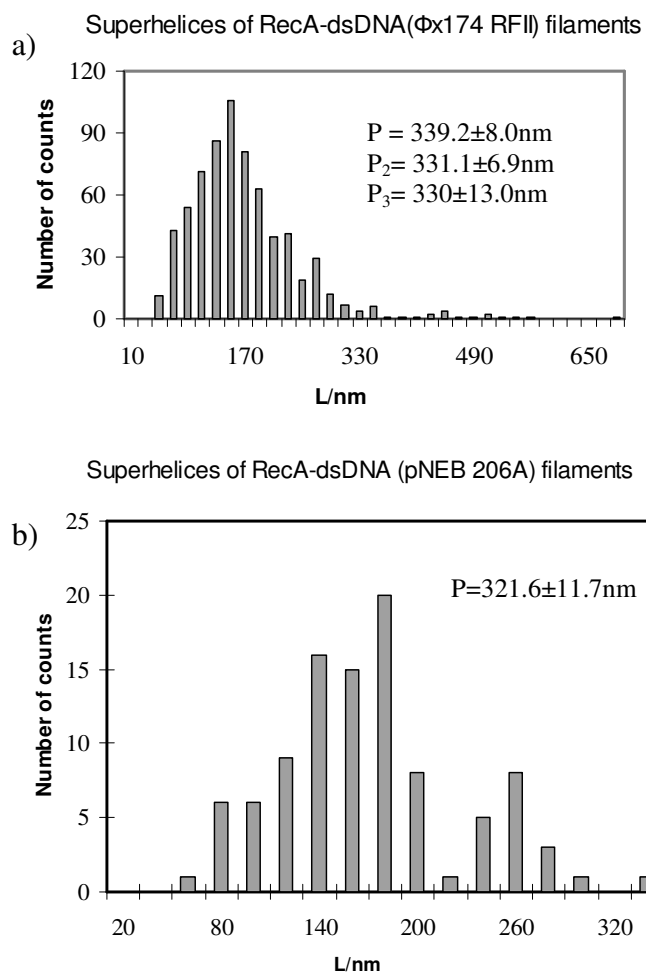 Superhelices of RecA-dsDNA(Φx174 RFII) filaments
a)
120
90
60
30
0
Number of counts
P = 339.2±8.0nm
P₂= 331.1±6.9nm
P₃= 330±13.0nm
10 170 330 490 650
L/nm
Superhelices of RecA-dsDNA (pNEB 206A) filaments
b)
25
20
15
10
5
0
Number of counts
P=321.6±11.7nm
20 80 140 200 260 320
L/nm